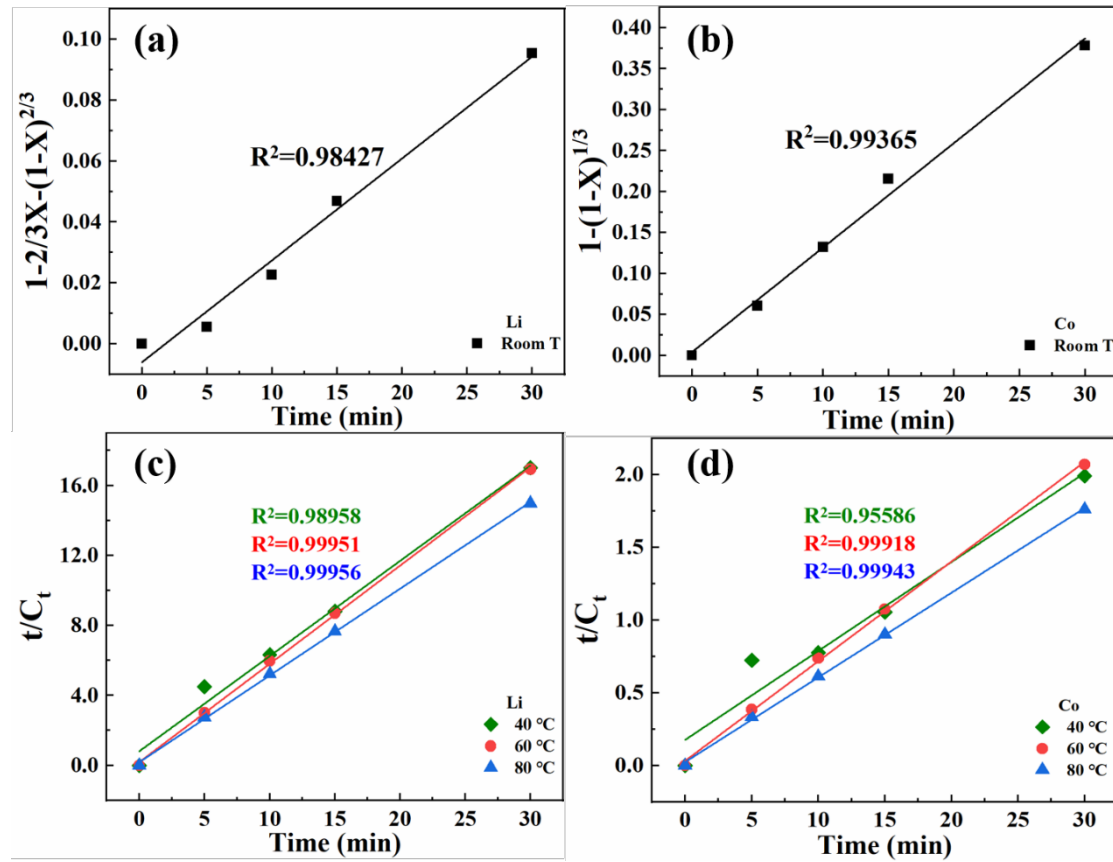 (a)
1-2/3X-(1-X)^{2/3}
0.10
0.08
0.06
0.04
0.02
0.00
R²=0.98427
Li
Room T
0 5 10 15 20 25 30
Time (min)
(b)
1-(1-X)^{1/3}
0.40
0.35
0.30
0.25
0.20
0.15
0.10
0.05
0.00
R²=0.99365
Co
Room T
0 5 10 15 20 25 30
Time (min)
(c)
t/Cₜ
16.0
12.0
8.0
4.0
0.0
R²=0.98958
R²=0.99951
R²=0.99956
Li
40 °C
60 °C
80 °C
0 5 10 15 20 25 30
Time (min)
(d)
t/Cₜ
2.0
1.5
1.0
0.5
0.0
R²=0.95586
R²=0.99918
R²=0.99943
Co
40 °C
60 °C
80 °C
0 5 10 15 20 25 30
Time (min)